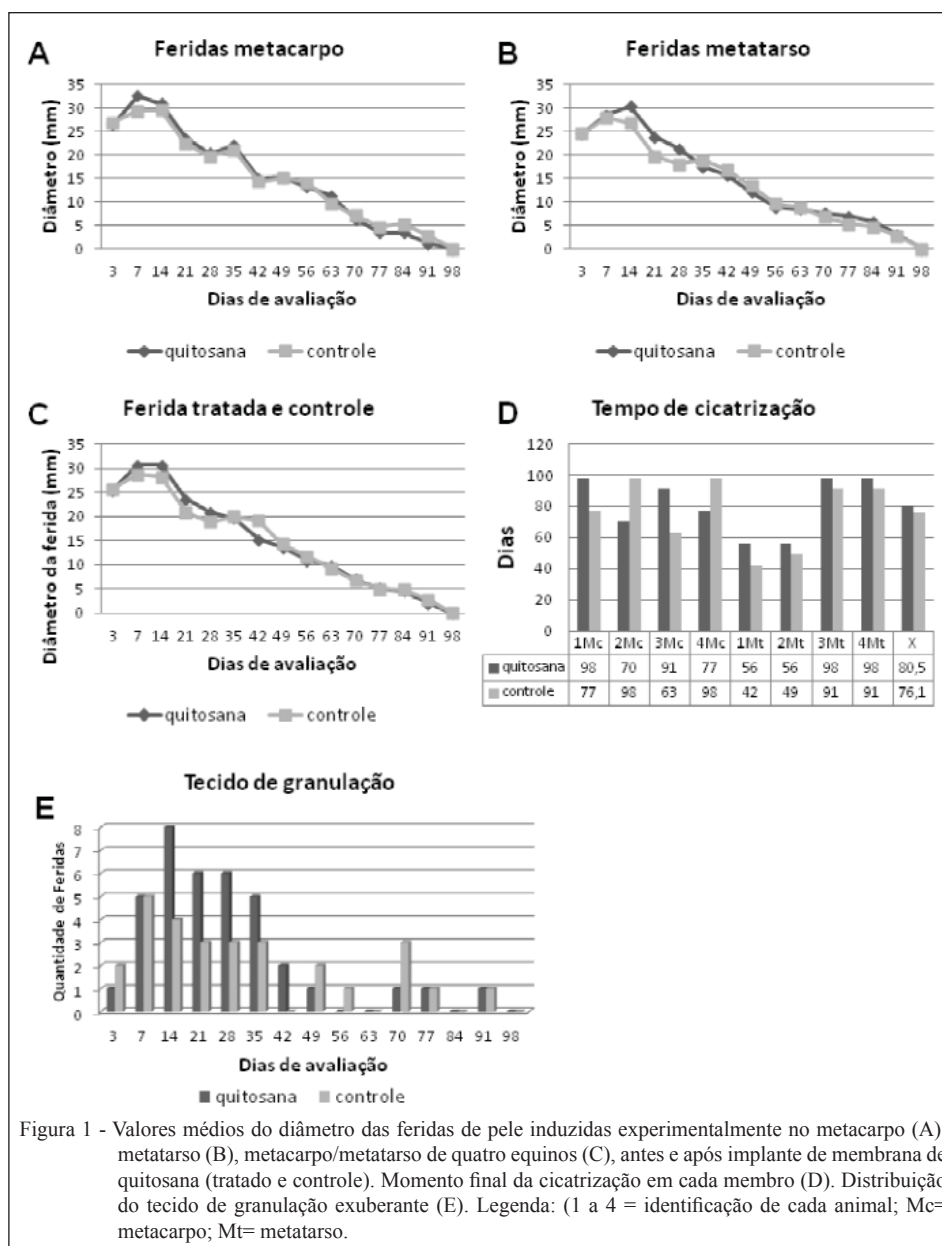 A
Feridas metacarpo
Diâmetro (mm)
35
30
25
20
15
10
5
0
3 7 14 21 28 35 42 49 56 63 70 77 84 91 98
Dias de avaliação
quitosana controle
B
Feridas metatarso
Diâmetro (mm)
35
30
25
20
15
10
5
0
3 7 14 21 28 35 42 49 56 63 70 77 84 91 98
Dias de avaliação
quitosana controle
C
Ferida tratada e controle
Diâmetro da ferida (mm)
35
30
25
20
15
10
5
0
3 7 14 21 28 35 42 49 56 63 70 77 84 91 98
Dias de avaliação
quitosana controle
D
Tempo de cicatrização
Dias
120
100
80
60
40
20
0
1Mc 2Mc 3Mc 4Mc 1Mt 2Mt 3Mt 4Mt X
quitosana 98 70 91 77 56 56 98 98 80,5
controle 77 98 63 98 42 49 91 91 76,1
E
Tecido de granulação
Quantidade de Feridas
8
7
6
5
4
3
2
1
0
3 7 14 21 28 35 42 49 56 63 70 77 84 91 98
Dias de avaliação
quitosana controle
Figura 1 - Valores médios do diâmetro das feridas de pele induzidas experimentalmente no metacarpo (A)
metatarso (B), metacarpo/metatarso de quatro equinos (C), antes e após implante de membrana de
quitosana (tratado e controle). Momento final da cicatrização em cada membro (D). Distribuição
do tecido de granulação exuberante (E). Legenda: (1 a 4 = identificação de cada animal; Mc=
metacarpo; Mt= metatarso.